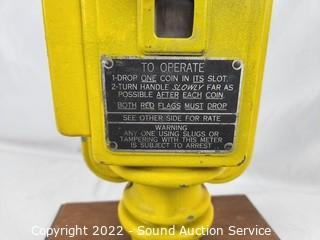 TO OPERATE
1-DROP ONE COIN IN ITS SLOT.
2-TURN HANDLE SLOWLY FAR AS
POSSIBLE AFTER EACH COIN
BOTH RED FLAGS MUST DROP
SEE OTHER SIDE FOR RATE
WARNING
ANY ONE USING SLUGS OR
TAMPERING WITH THIS METER
IS SUBJECT TO ARREST
Copyright ©2022 - Sound Auction Service